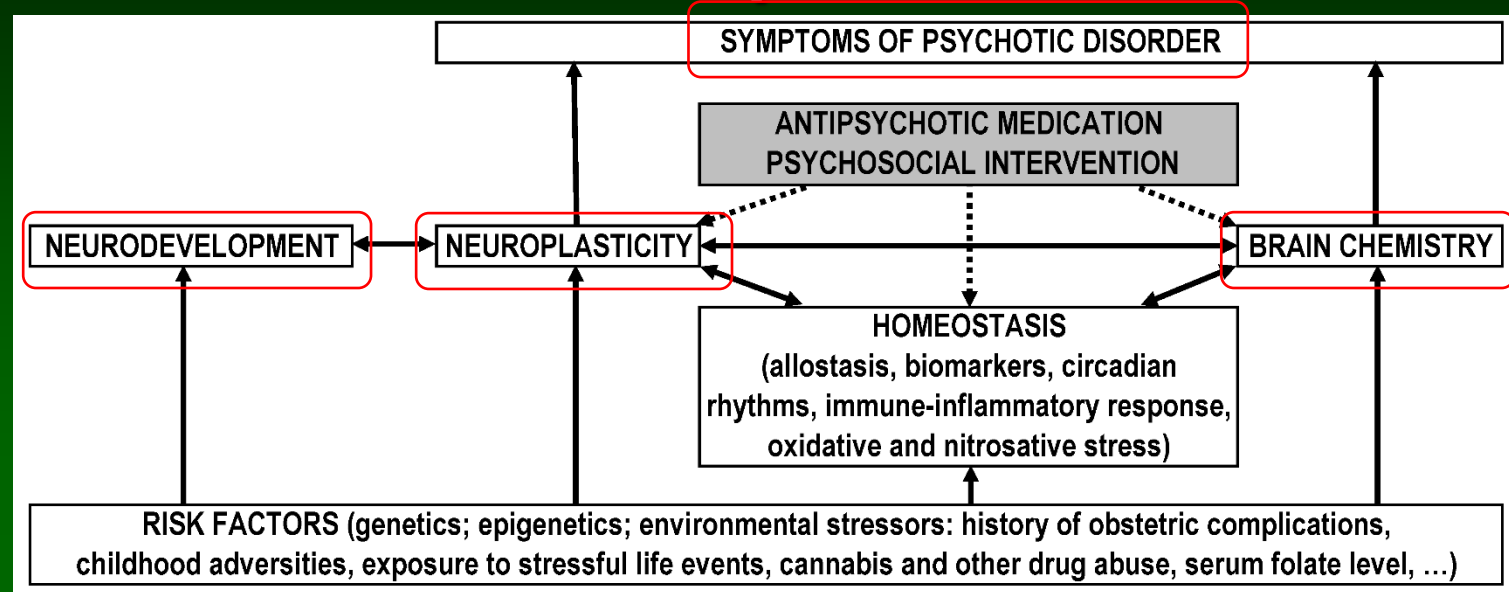 SYMPTOMS OF PSYCHOTIC DISORDER
ANTIPSYCHOTIC MEDICATION
PSYCHOSOCIAL INTERVENTION
NEURODEVELOPMENT
NEUROPLASTICITY
BRAIN CHEMISTRY
HOMEOSTASIS
(allostasis, biomarkers, circadian
rhythms, immune-inflammatory response,
oxidative and nitrosative stress)
RISK FACTORS (genetics; epigenetics; environmental stressors: history of obstetric complications,
childhood adversities, exposure to stressful life events, cannabis and other drug abuse, serum folate level, ...)